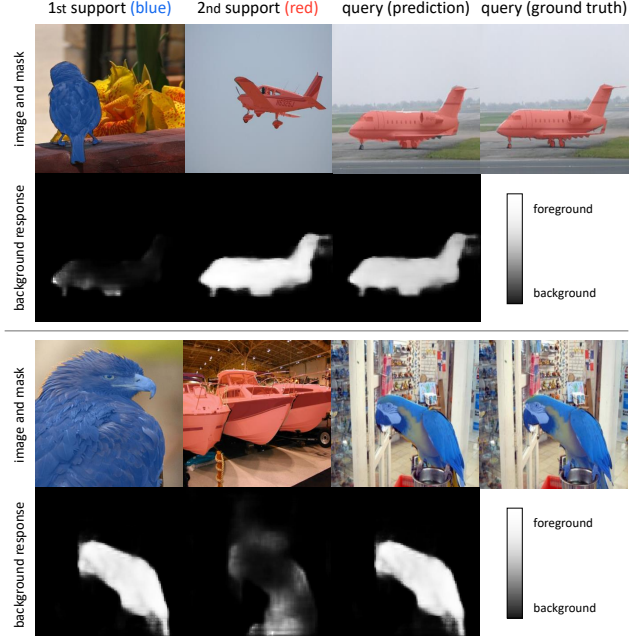 1st support (blue) 2nd support (red) query (prediction) query (ground truth)
image and mask
background response
foreground
background
image and mask
background response
foreground
background